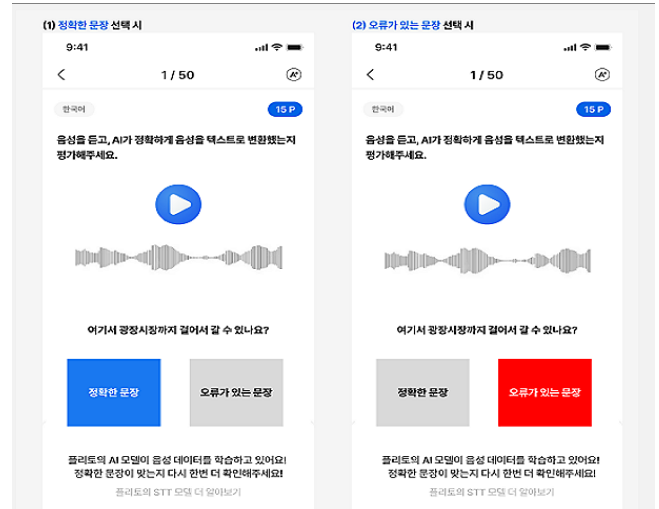 (1) 정확한 문장 선택 시
9:41
1 / 50
한국어
15 P
음성을 듣고, AI가 정확하게 음성을 텍스트로 변환했는지
평가해주세요.
여기서 광장시장까지 걸어서 갈 수 있나요?
정확한 문장
오류가 있는 문장
플리토의 AI 모델이 음성 데이터를 학습하고 있어요!
정확한 문장이 맞는지 다시 한번 더 확인해주세요!
플리토의 STT 모델 더 알아보기
(2) 오류가 있는 문장 선택 시
9:41
1 / 50
한국어
15 P
음성을 듣고, AI가 정확하게 음성을 텍스트로 변환했는지
평가해주세요.
여기서 광장시장까지 걸어서 갈 수 있나요?
정확한 문장
오류가 있는 문장
플리토의 AI 모델이 음성 데이터를 학습하고 있어요!
정확한 문장이 맞는지 다시 한번 더 확인해주세요!
플리토의 STT 모델 더 알아보기